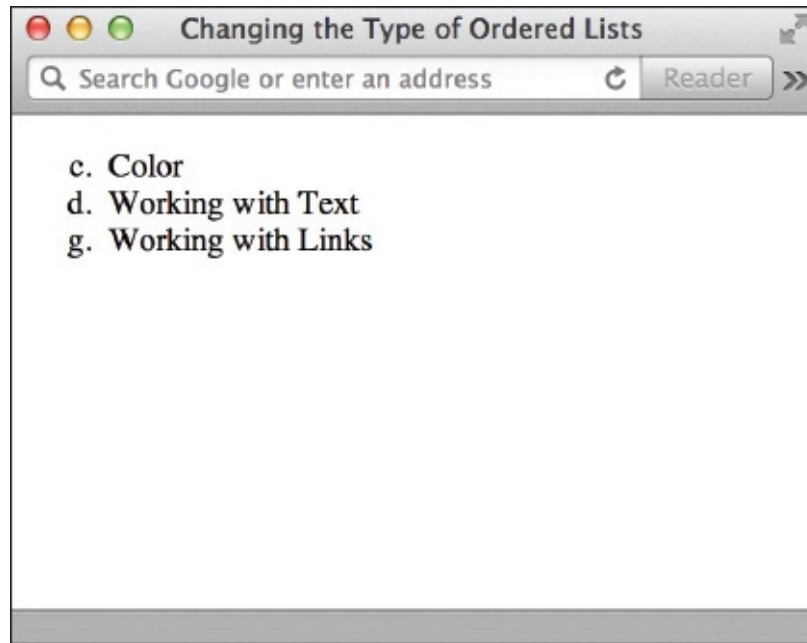 Changing the Type of Ordered Lists
Search Google or enter an address
Reader
c. Color
d. Working with Text
g. Working with Links